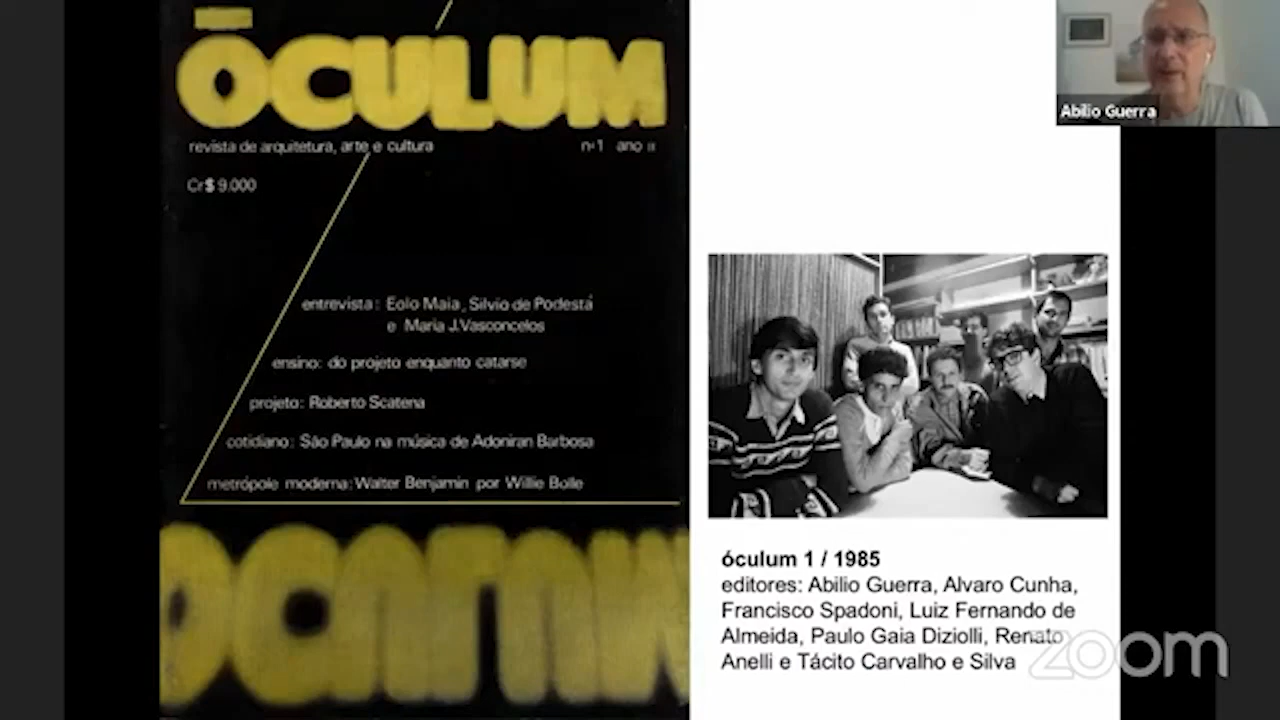 ÓCULUM
revista de arquitetura, arte e cultura nº1 ano II
Cr$ 9.000
entrevista: Eolo Maia, Silvio de Podestá
e Maria J.Vasconcelos
ensino: do projeto enquanto catarse
projeto: Roberto Scatena
cotidiano: São Paulo na música de Adoniran Barbosa
metrópole moderna: Walter Benjamin por Willie Bolle
Abilio Guerra
óculum 1 / 1985
editores: Abilio Guerra, Alvaro Cunha,
Francisco Spadoni, Luiz Fernando de
Almeida, Paulo Gaia Diziolli, Renato
Anelli e Tácito Carvalho e Silva
zoom